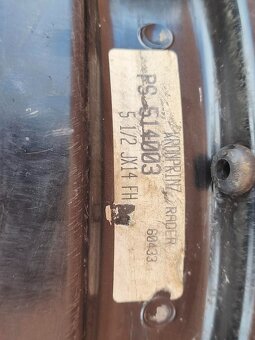 KRONPRINZ RÄDER
PS 514003
5 1/2 JX14 FH
60433